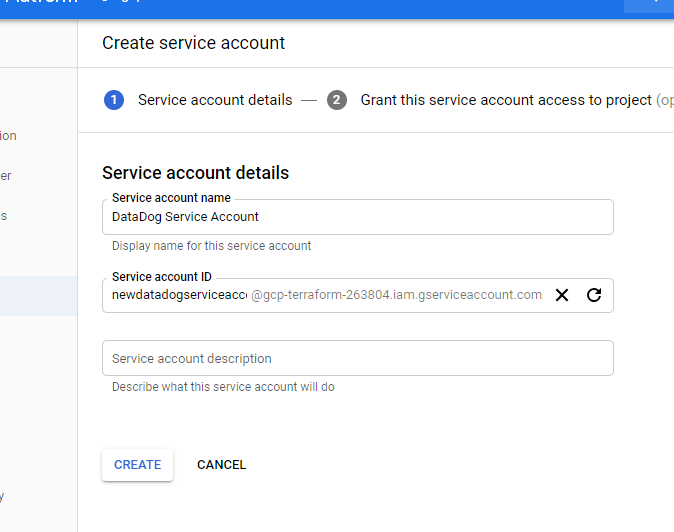 Create service account
1 Service account details — 2 Grant this service account access to project (op
ion
er
s
Service account details
Service account name
DataDog Service Account
Display name for this service account
Service account ID
newdatadogserviceacc @gcp-terraform-263804.iam.gserviceaccount.com
Service account description
Describe what this service account will do
CREATE CANCEL
y